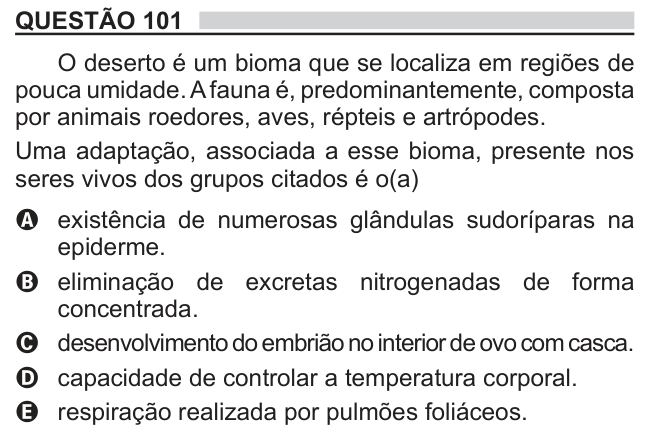 QUESTÃO 101
O deserto é um bioma que se localiza em regiões de
pouca umidade. A fauna é, predominantemente, composta
por animais roedores, aves, répteis e artrópodes.
Uma adaptação, associada a esse bioma, presente nos
seres vivos dos grupos citados é o(a)
A existência de numerosas glândulas sudoríparas na
epiderme.
B eliminação de excretas nitrogenadas de forma
concentrada.
C desenvolvimento do embrião no interior de ovo com casca.
D capacidade de controlar a temperatura corporal.
E respiração realizada por pulmões foliáceos.